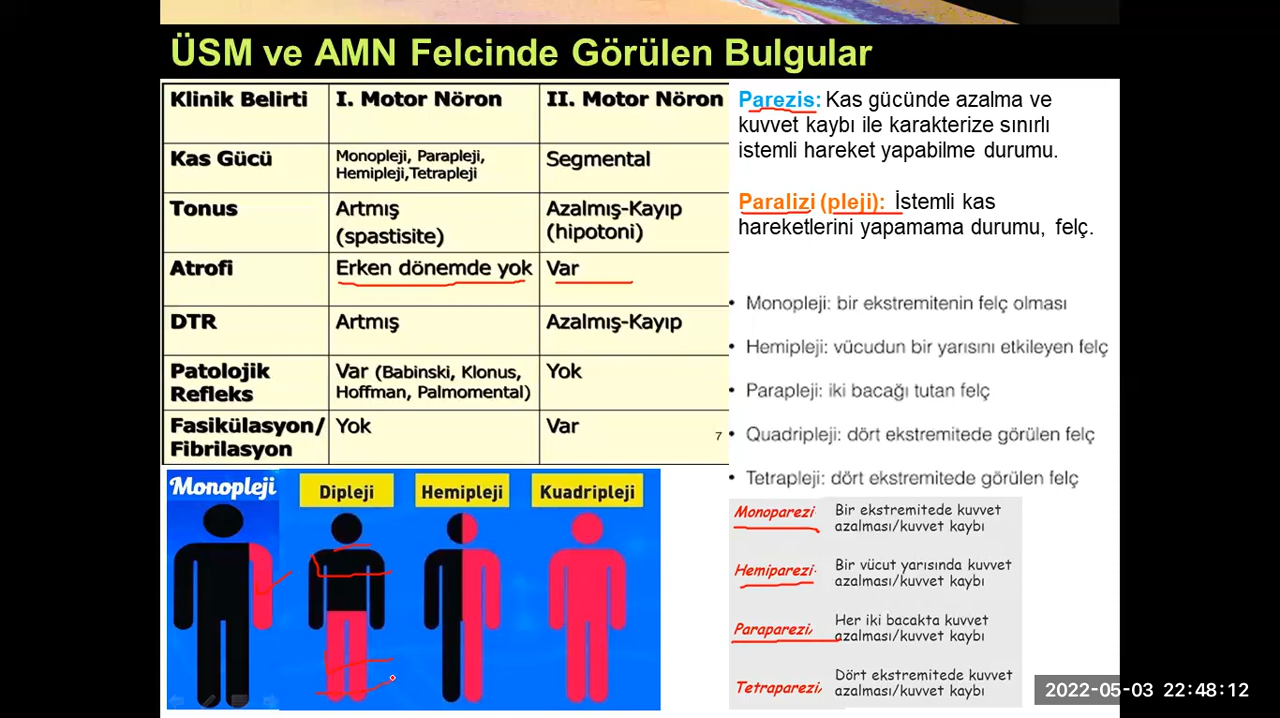 ÜSM ve AMN Felcinde Görülen Bulgular
Klinik Belirti
I. Motor Nöron
II. Motor Nöron
Kas Gücü
Monopleji, Parapleji,
Hemipleji,Tetrapleji
Segmental
Tonus
Artmış
(spastisite)
Azalmış-Kayıp
(hipotoni)
Atrofi
Erken dönemde yok
Var
DTR
Artmış
Azalmış-Kayıp
Patolojik
Refleks
Var (Babinski, Klonus,
Hoffman, Palmomental)
Yok
Fasikülasyon/
Fibrilasyon
Yok
Var
7
Parezis: Kas gücünde azalma ve
kuvvet kaybı ile karakterize sınırlı
istemli hareket yapabilme durumu.
Paralizi (pleji): İstemli kas
hareketlerini yapamama durumu, felç.
• Monopleji: bir ekstremitenin felç olması
• Hemipleji: vücudun bir yarısını etkileyen felç
• Parapleji: iki bacağı tutan felç
• Quadripleji: dört ekstremitede görülen felç
• Tetrapleji: dört ekstremitede görülen felç
Monoparezi
Bir ekstremitede kuvvet
azalması/kuvvet kaybı
Hemiparezi
Bir vücut yarısında kuvvet
azalması/kuvvet kaybı
Paraparezi
Her iki bacakta kuvvet
azalması/kuvvet kaybı
Tetraparezi
Dört ekstremitede kuvvet
azalması/kuvvet kaybı
Monopleji
Dipleji
Hemipleji
Kuadripleji
2022-05-03 22:48:12